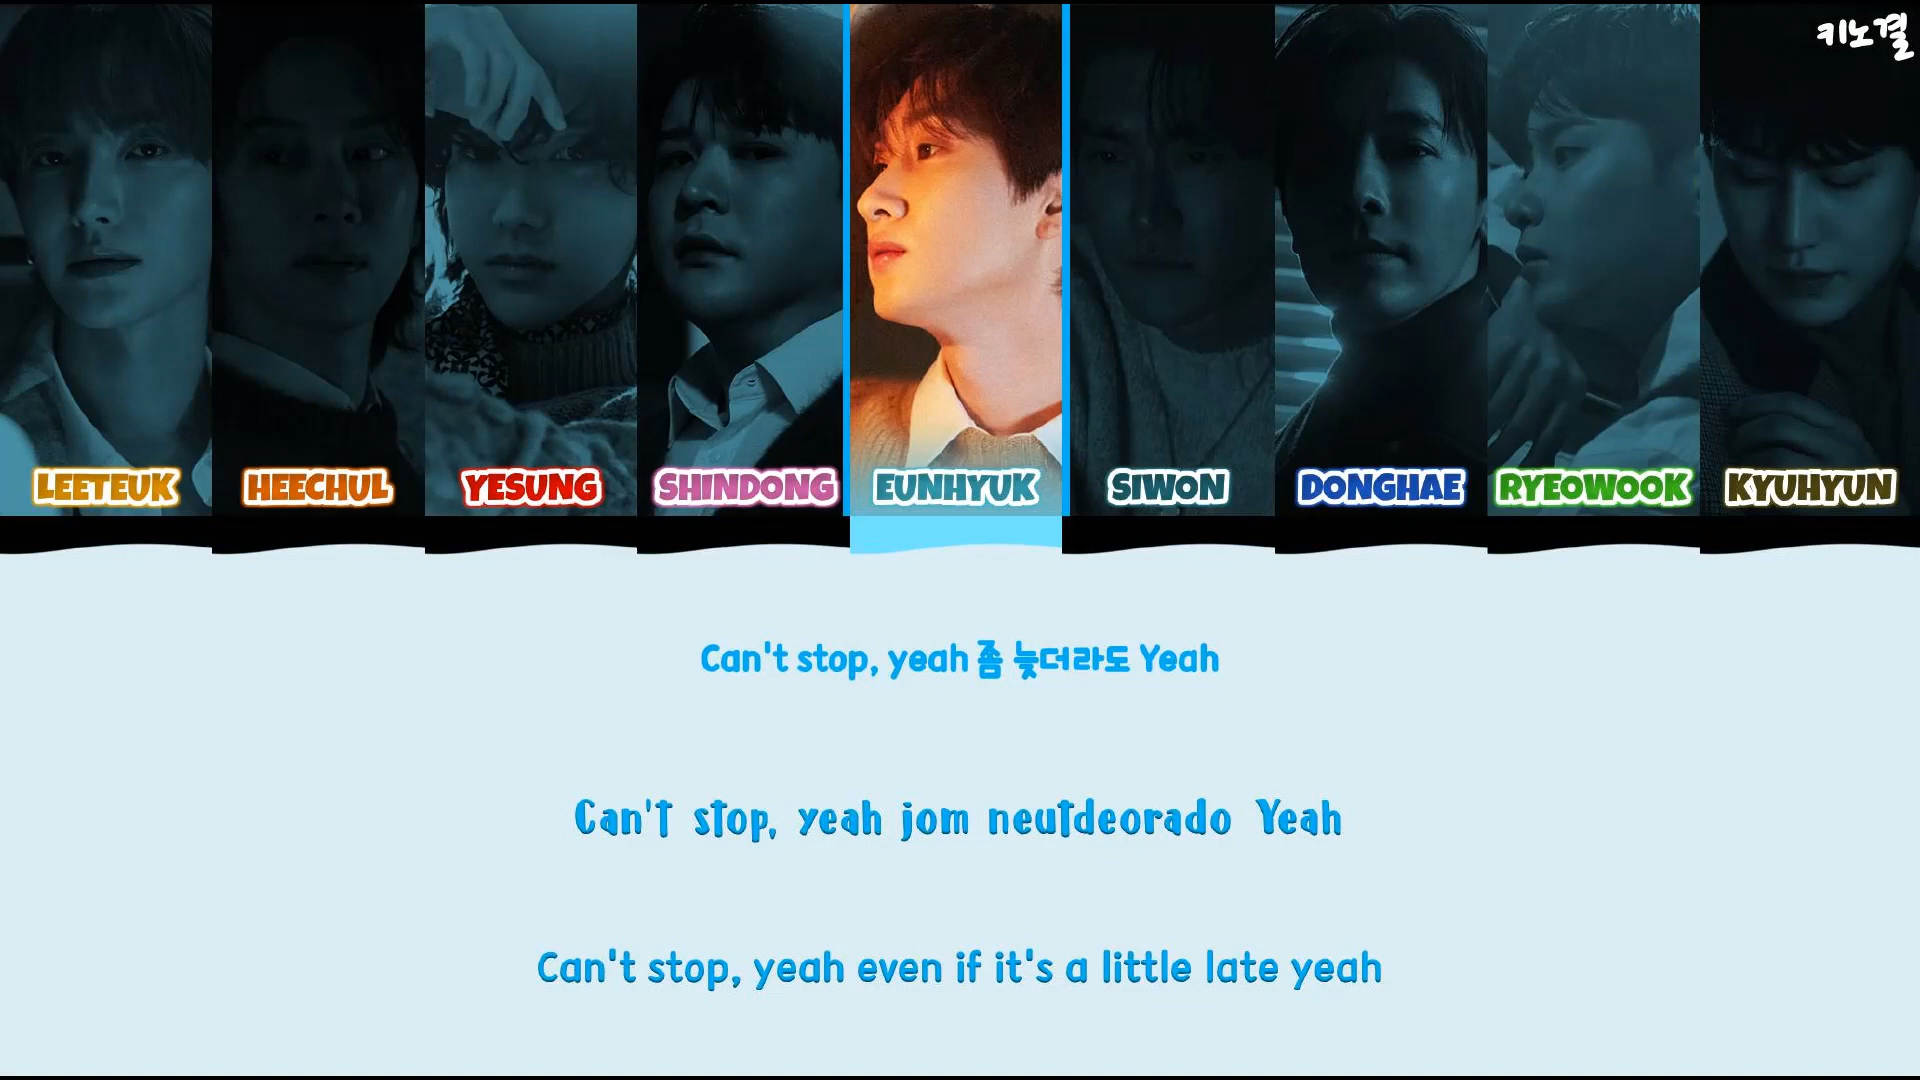 키노결
LEETEUK HEECHUL YESUNG SHINDONG EUNHYUK SIWON DONGHAE RYEOWOOK KYUHYUN
Can't stop, yeah 좀 늦더라도 Yeah
Can't stop, yeah jom neutdeorado Yeah
Can't stop, yeah even if it's a little late yeah